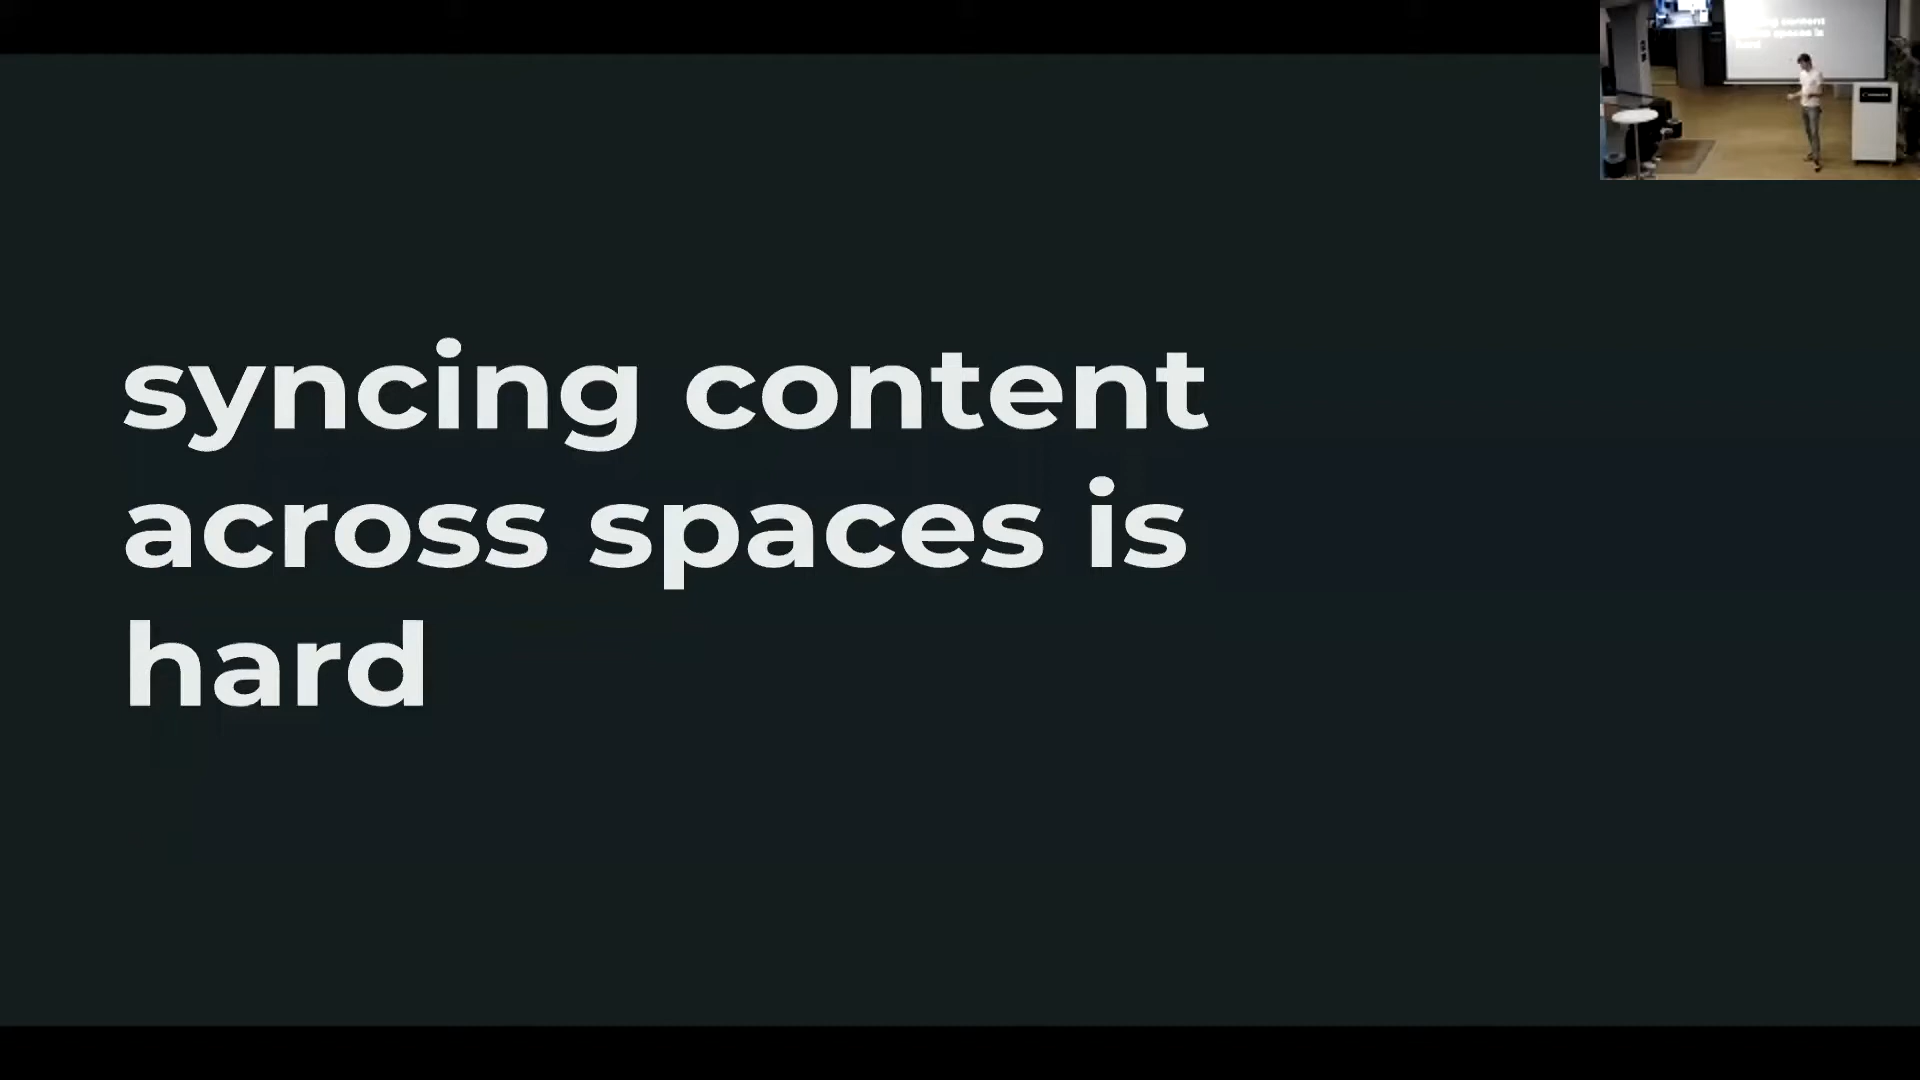 syncing content
across spaces is
hard